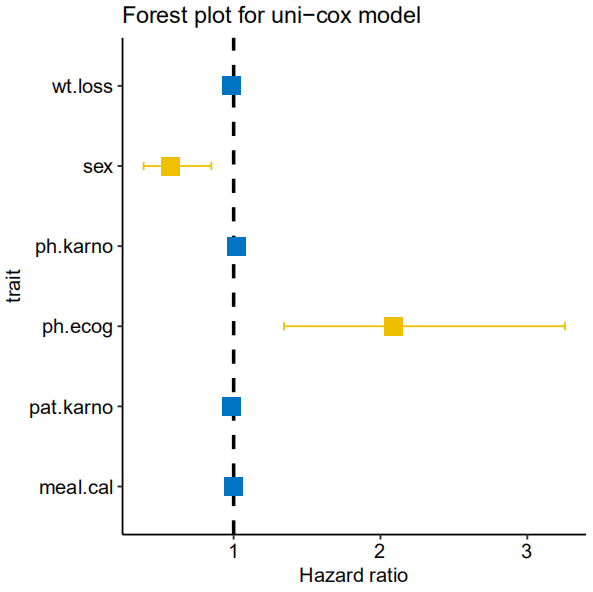 Forest plot for uni−cox model
wt.loss
sex
ph.karno
ph.ecog
pat.karno
meal.cal
trait
1 2 3
Hazard ratio